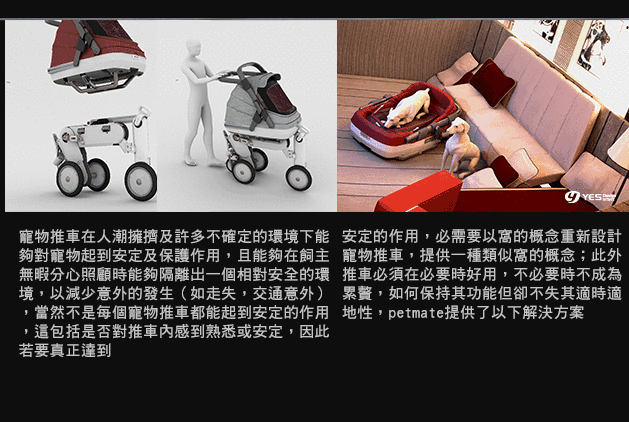 YES
寵物推車在人潮擁擠及許多不確定的環境下能
夠對寵物起到安定及保護作用，且能夠在飼主
無暇分心照顧時能夠隔離出一個相對安全的環
境，以減少意外的發生（如走失，交通意外）
，當然不是每個寵物推車都能起到安定的作用
，這包括是否對推車內感到熟悉或安定，因此
若要真正達到
安定的作用，必需要以窩的概念重新設計
寵物推車，提供一種類似窩的概念；此外
推車必須在必要時好用，不必要時不成為
累贅，如何保持其功能但卻不失其適時適
地性，petmate提供了以下解決方案